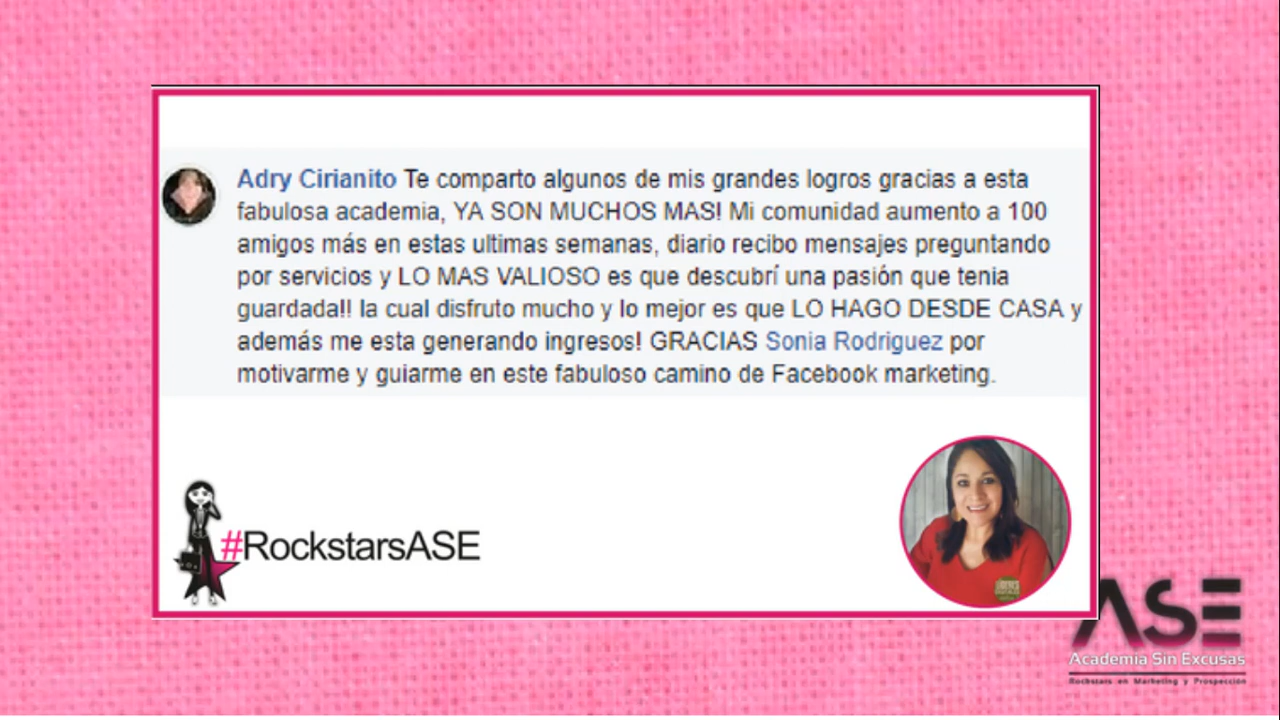 Adry Cirianito Te comparto algunos de mis grandes logros gracias a esta
fabulosa academia, YA SON MUCHOS MAS! Mi comunidad aumento a 100
amigos más en estas ultimas semanas, diario recibo mensajes preguntando
por servicios y LO MAS VALIOSO es que descubrí una pasión que tenia
guardada!! la cual disfruto mucho y lo mejor es que LO HAGO DESDE CASA y
además me esta generando ingresos! GRACIAS Sonia Rodriguez por
motivarme y guiarme en este fabuloso camino de Facebook marketing.
#RockstarsASE
ASE
Academia Sin Excusas
Rockstars en Marketing y Prospección